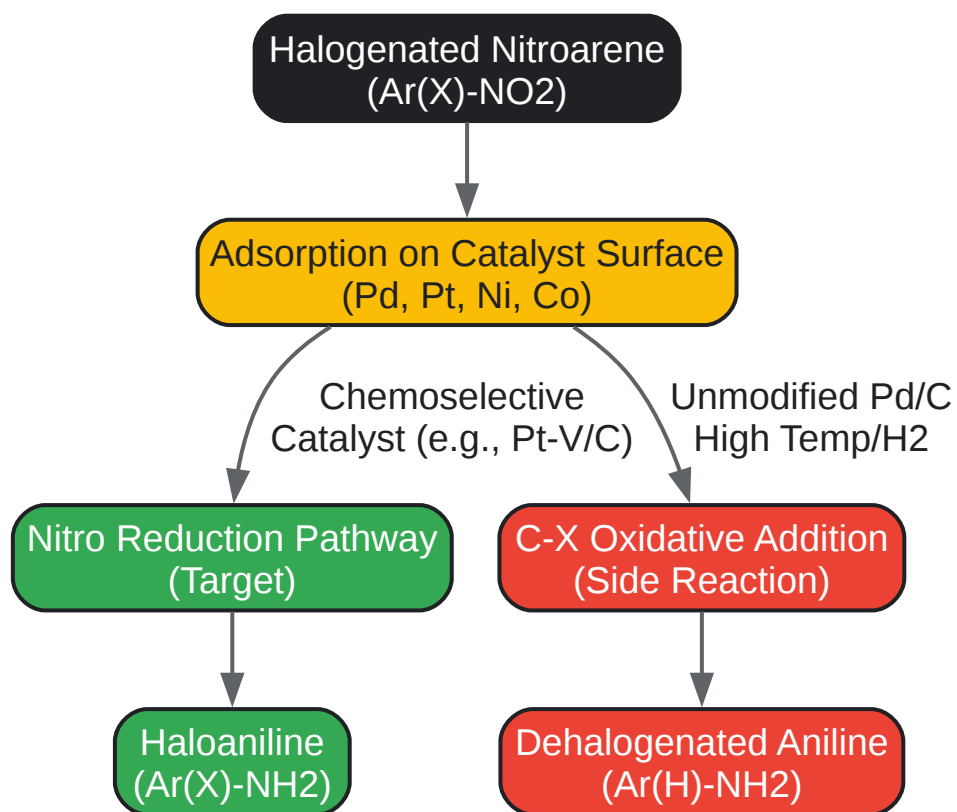 Halogenated Nitroarene
(Ar(X)-NO2)
Adsorption on Catalyst Surface
(Pd, Pt, Ni, Co)
Chemoselective
Catalyst (e.g., Pt-V/C)
Unmodified Pd/C
High Temp/H2
Nitro Reduction Pathway
(Target)
C-X Oxidative Addition
(Side Reaction)
Haloaniline
(Ar(X)-NH2)
Dehalogenated Aniline
(Ar(H)-NH2)